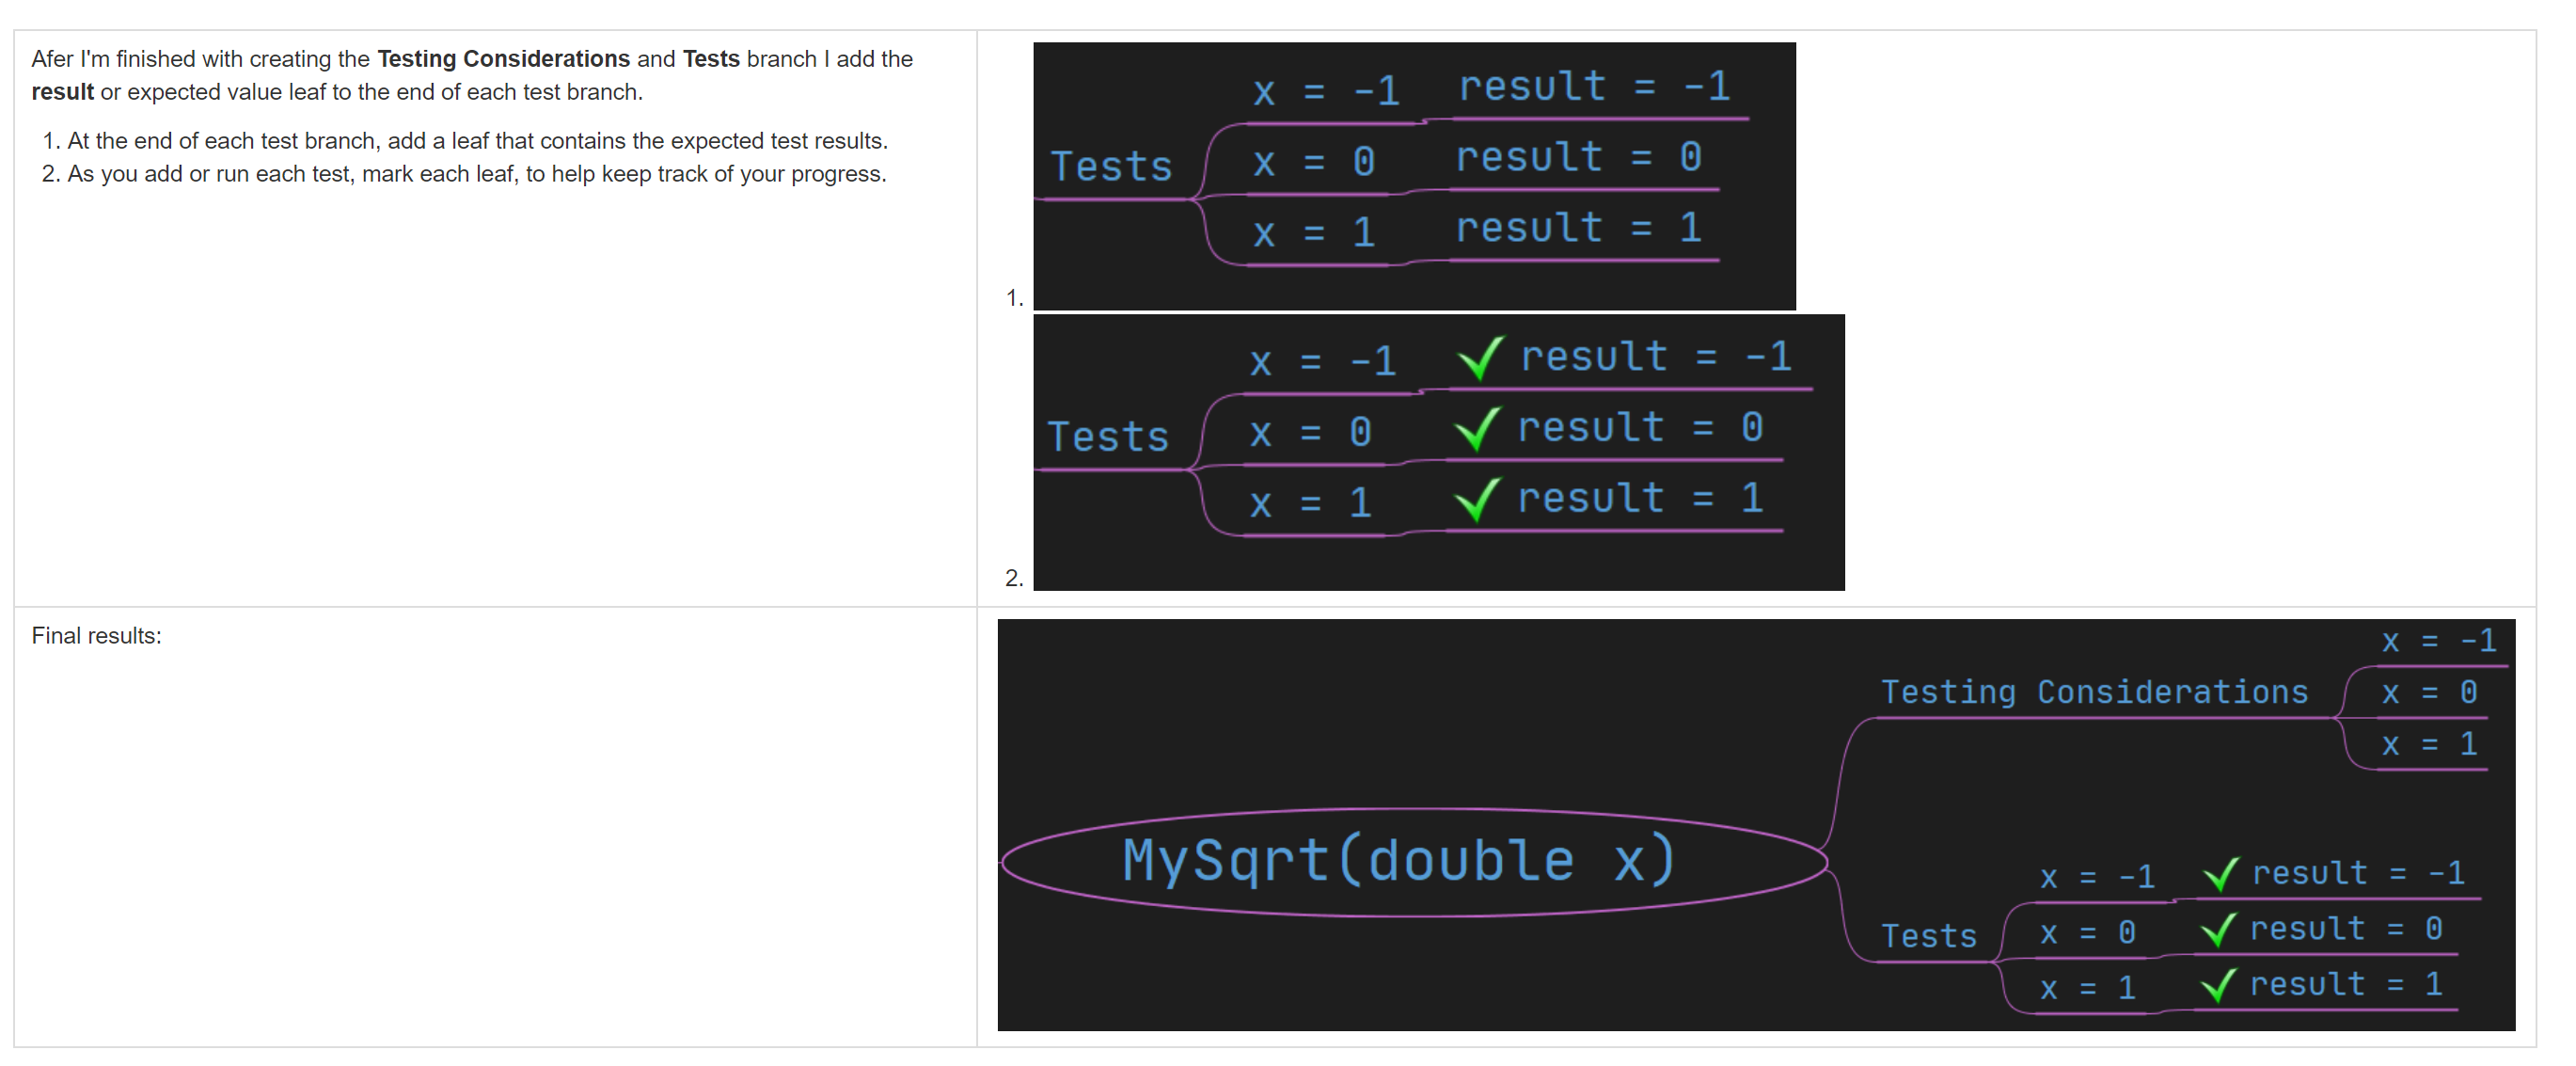 Afer I'm finished with creating the Testing Considerations and Tests branch I add the
result or expected value leaf to the end of each test branch.
1. At the end of each test branch, add a leaf that contains the expected test results.
2. As you add or run each test, mark each leaf, to help keep track of your progress.
x = -1 result = -1
Tests x = 0 result = 0
x = 1 result = 1
1.
x = -1 result = -1
Tests x = 0 result = 0
x = 1 result = 1
2.
Final results:
x = -1
Testing Considerations x = 0
x = 1
MySqrt(double x)
x = -1 result = -1
Tests x = 0 result = 0
x = 1 result = 1